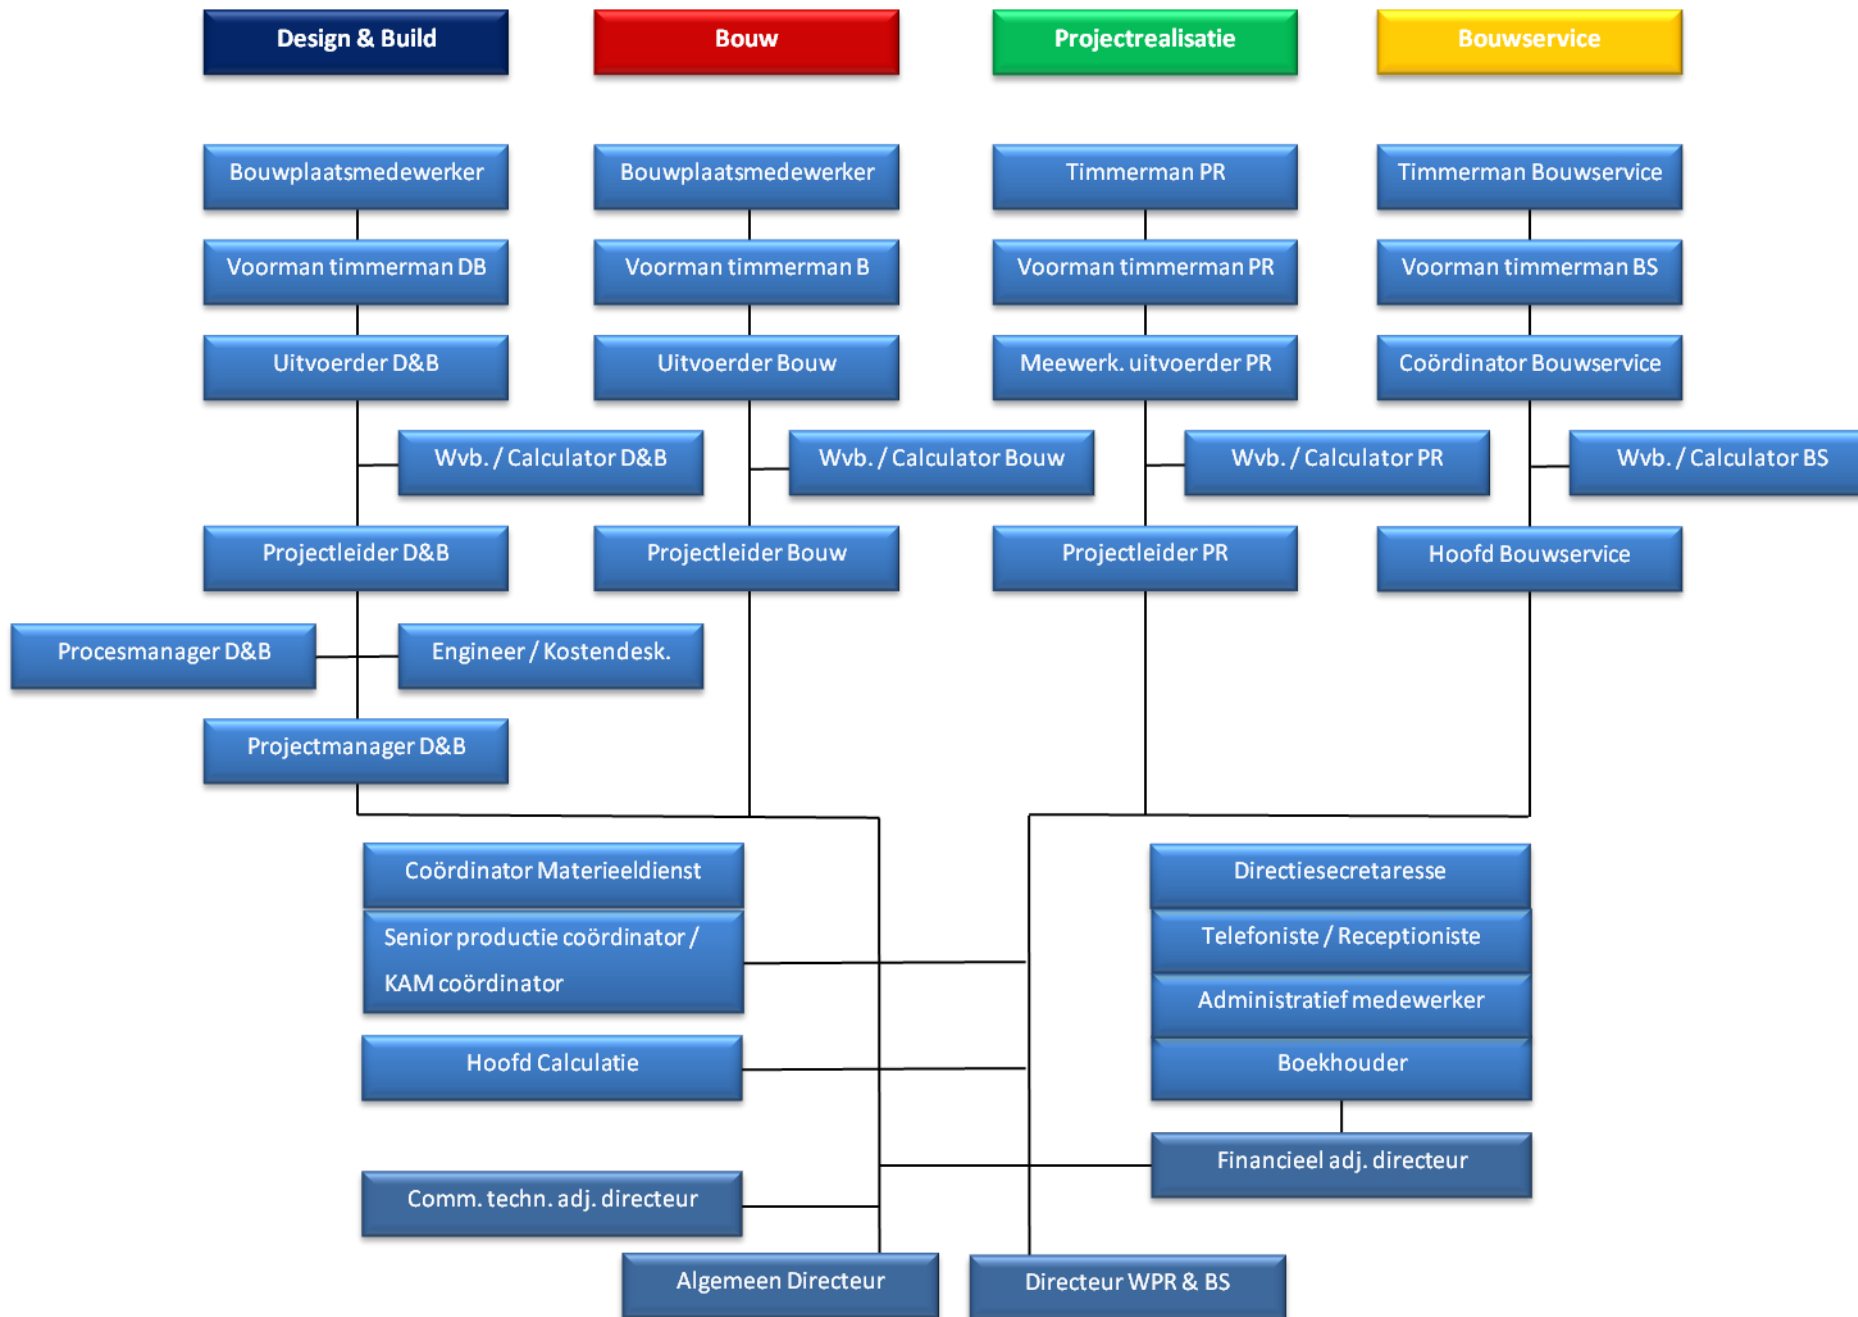 Design & Build
Bouw
Projectrealisatie
Bouwservice
Bouwplaatsmedewerker
Bouwplaatsmedewerker
Timmerman PR
Timmerman Bouwservice
Voorman timmerman DB
Voorman timmerman B
Voorman timmerman PR
Voorman timmerman BS
Uitvoerder D&B
Uitvoerder Bouw
Meewerk. uitvoerder PR
Coördinator Bouwservice
Wvb. / Calculator D&B
Wvb. / Calculator Bouw
Wvb. / Calculator PR
Wvb. / Calculator BS
Projectleider D&B
Projectleider Bouw
Projectleider PR
Hoofd Bouwservice
Procesmanager D&B
Engineer / Kostendesk.
Projectmanager D&B
Coördinator Materieeldienst
Directiesecretaresse
Senior productie coördinator /
KAM coördinator
Telefoniste / Receptioniste
Administratief medewerker
Hoofd Calculatie
Boekhouder
Financieel adj. directeur
Comm. techn. adj. directeur
Algemeen Directeur
Directeur WPR & BS